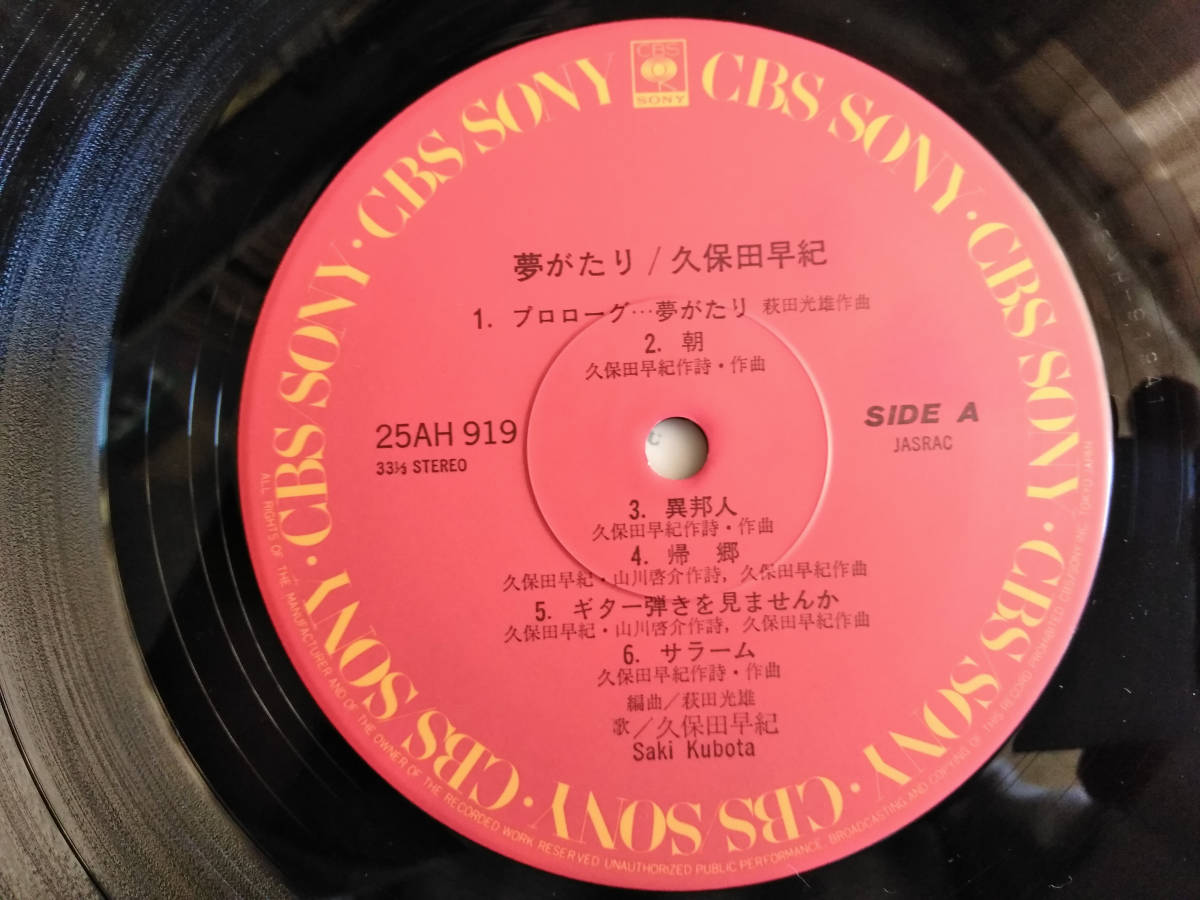 CBS/SONY · CBS/SONY · CBS/SONY · CBS/SONY · CBS/SONY · CBS/SONY · CBS/SONY · CBS/SONY
CBS
SONY
夢がたり / 久保田早紀
1. プロローグ…夢がたり 萩田光雄作曲
2. 朝
久保田早紀作詩・作曲
25AH 919
33⅓ STEREO
SIDE A
JASRAC
3. 異邦人
久保田早紀作詩・作曲
4. 帰郷
久保田早紀・山川啓介作詩, 久保田早紀作曲
5. ギター弾きを見ませんか
久保田早紀・山川啓介作詩, 久保田早紀作曲
6. サラーム
久保田早紀作詩・作曲
編曲/萩田光雄
歌/久保田早紀
Saki Kubota
ALL RIGHTS OF THE MANUFACTURER AND OF THE OWNER OF THE RECORDED WORK RESERVED UNAUTHORIZED PUBLIC PERFORMANCE, BROADCASTING AND COPYING OF THIS RECORD PROHIBITED CBS/SONY INC. TOKYO JAPAN